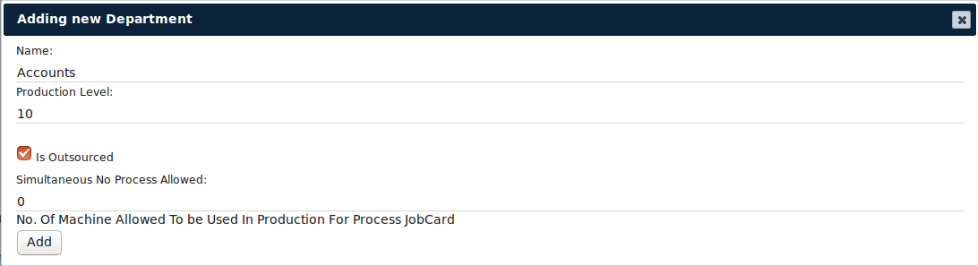 Adding new Department
Name:
Accounts
Production Level:
10
Is Outsourced
Simultaneous No Process Allowed:
0
No. Of Machine Allowed To be Used In Production For Process JobCard
Add